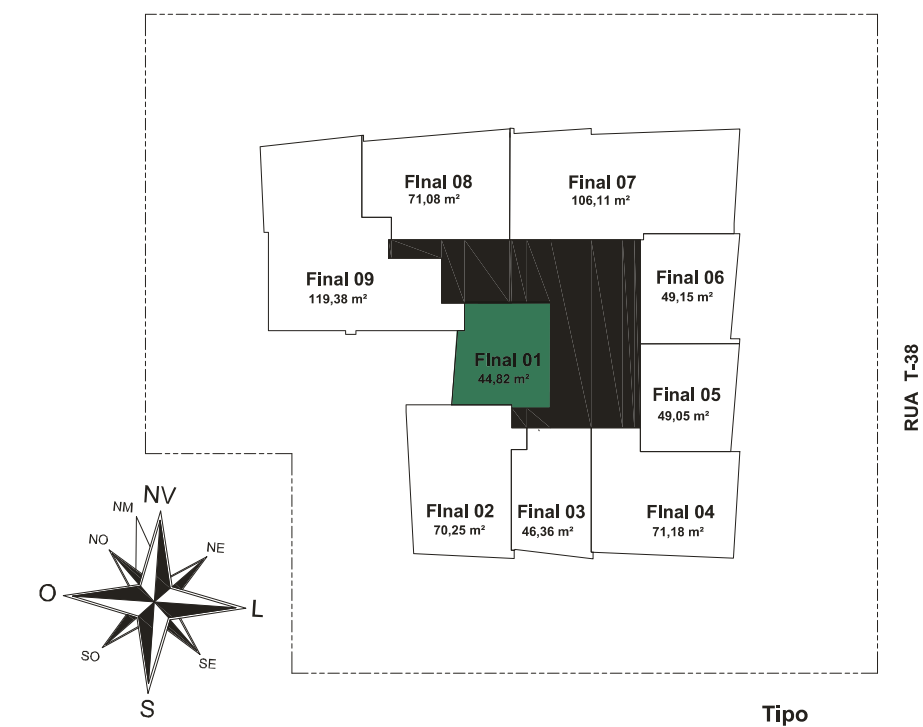 FInal 08
71,08 m²
FInal 07
106,11 m²
FInal 09
119,38 m²
FInal 06
49,15 m²
FInal 01
44,82 m²
FInal 05
49,05 m²
RUA T-38
FInal 02
70,25 m²
FInal 03
46,36 m²
FInal 04
71,18 m²
NV
NM
NO
NE
O
L
SO
SE
S
Tipo